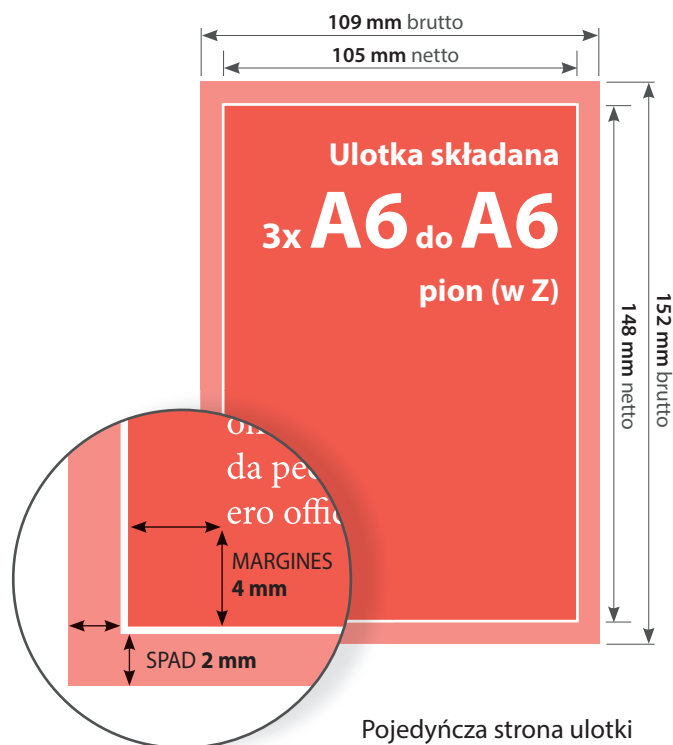 109 mm brutto
105 mm netto
Ulotka składana
3x A6 do A6
pion (w Z)
148 mm netto
152 mm brutto
da pe
ero offic
MARGINES
4 mm
SPAD 2 mm
Pojedyńcza strona ulotki